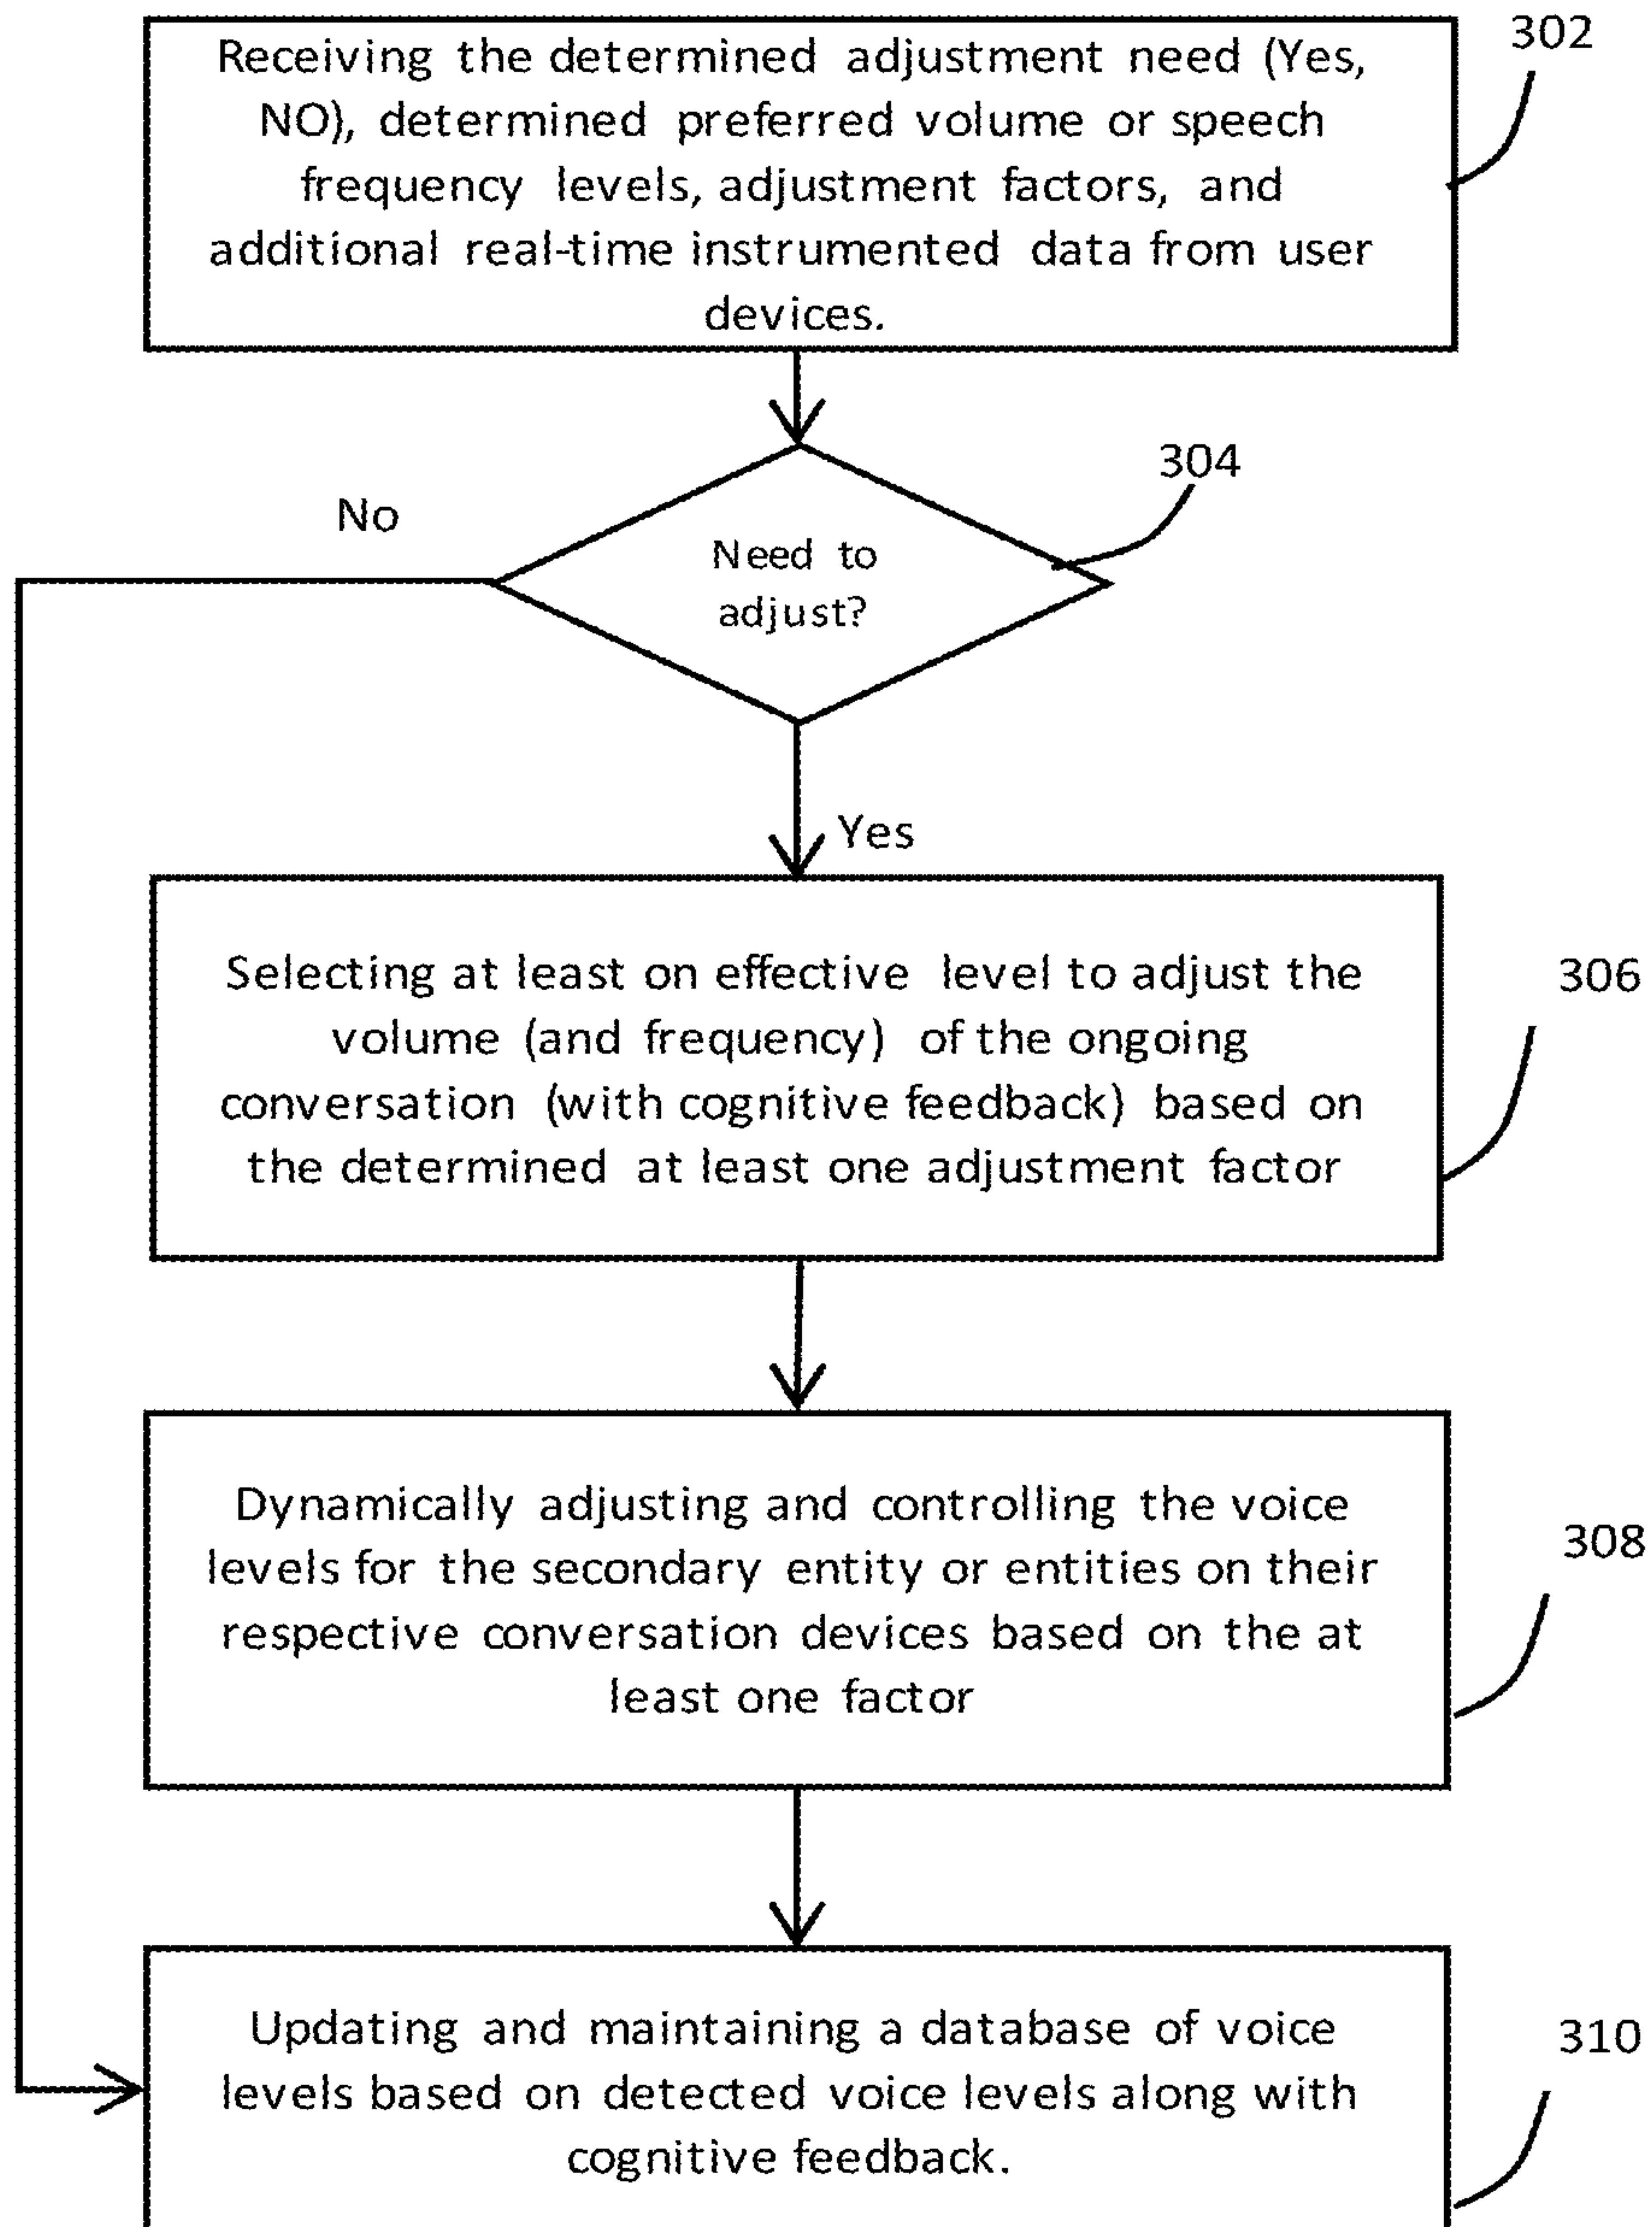 302
Receiving the determined adjustment need (Yes,
NO), determined preferred volume or speech
frequency levels, adjustment factors, and
additional real-time instrumented data from user
devices.
304
No
Need to
adjust?
Yes
306
Selecting at least on effective level to adjust the
volume (and frequency) of the ongoing
conversation (with cognitive feedback) based on
the determined at least one adjustment factor
308
Dynamically adjusting and controlling the voice
levels for the secondary entity or entities on their
respective conversation devices based on the at
least one factor
310
Updating and maintaining a database of voice
levels based on detected voice levels along with
cognitive feedback.